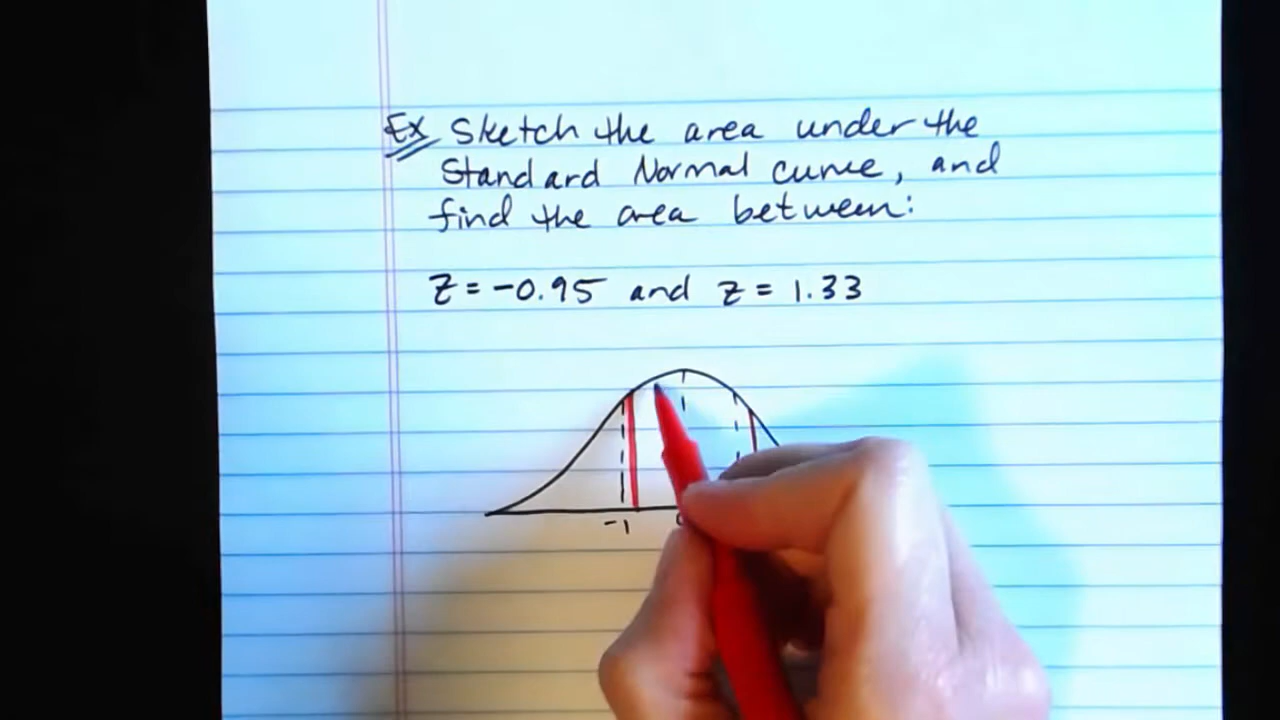 Ex Sketch the area under the
Standard Normal curve, and
find the area between:
z = -0.95 and z = 1.33
-1